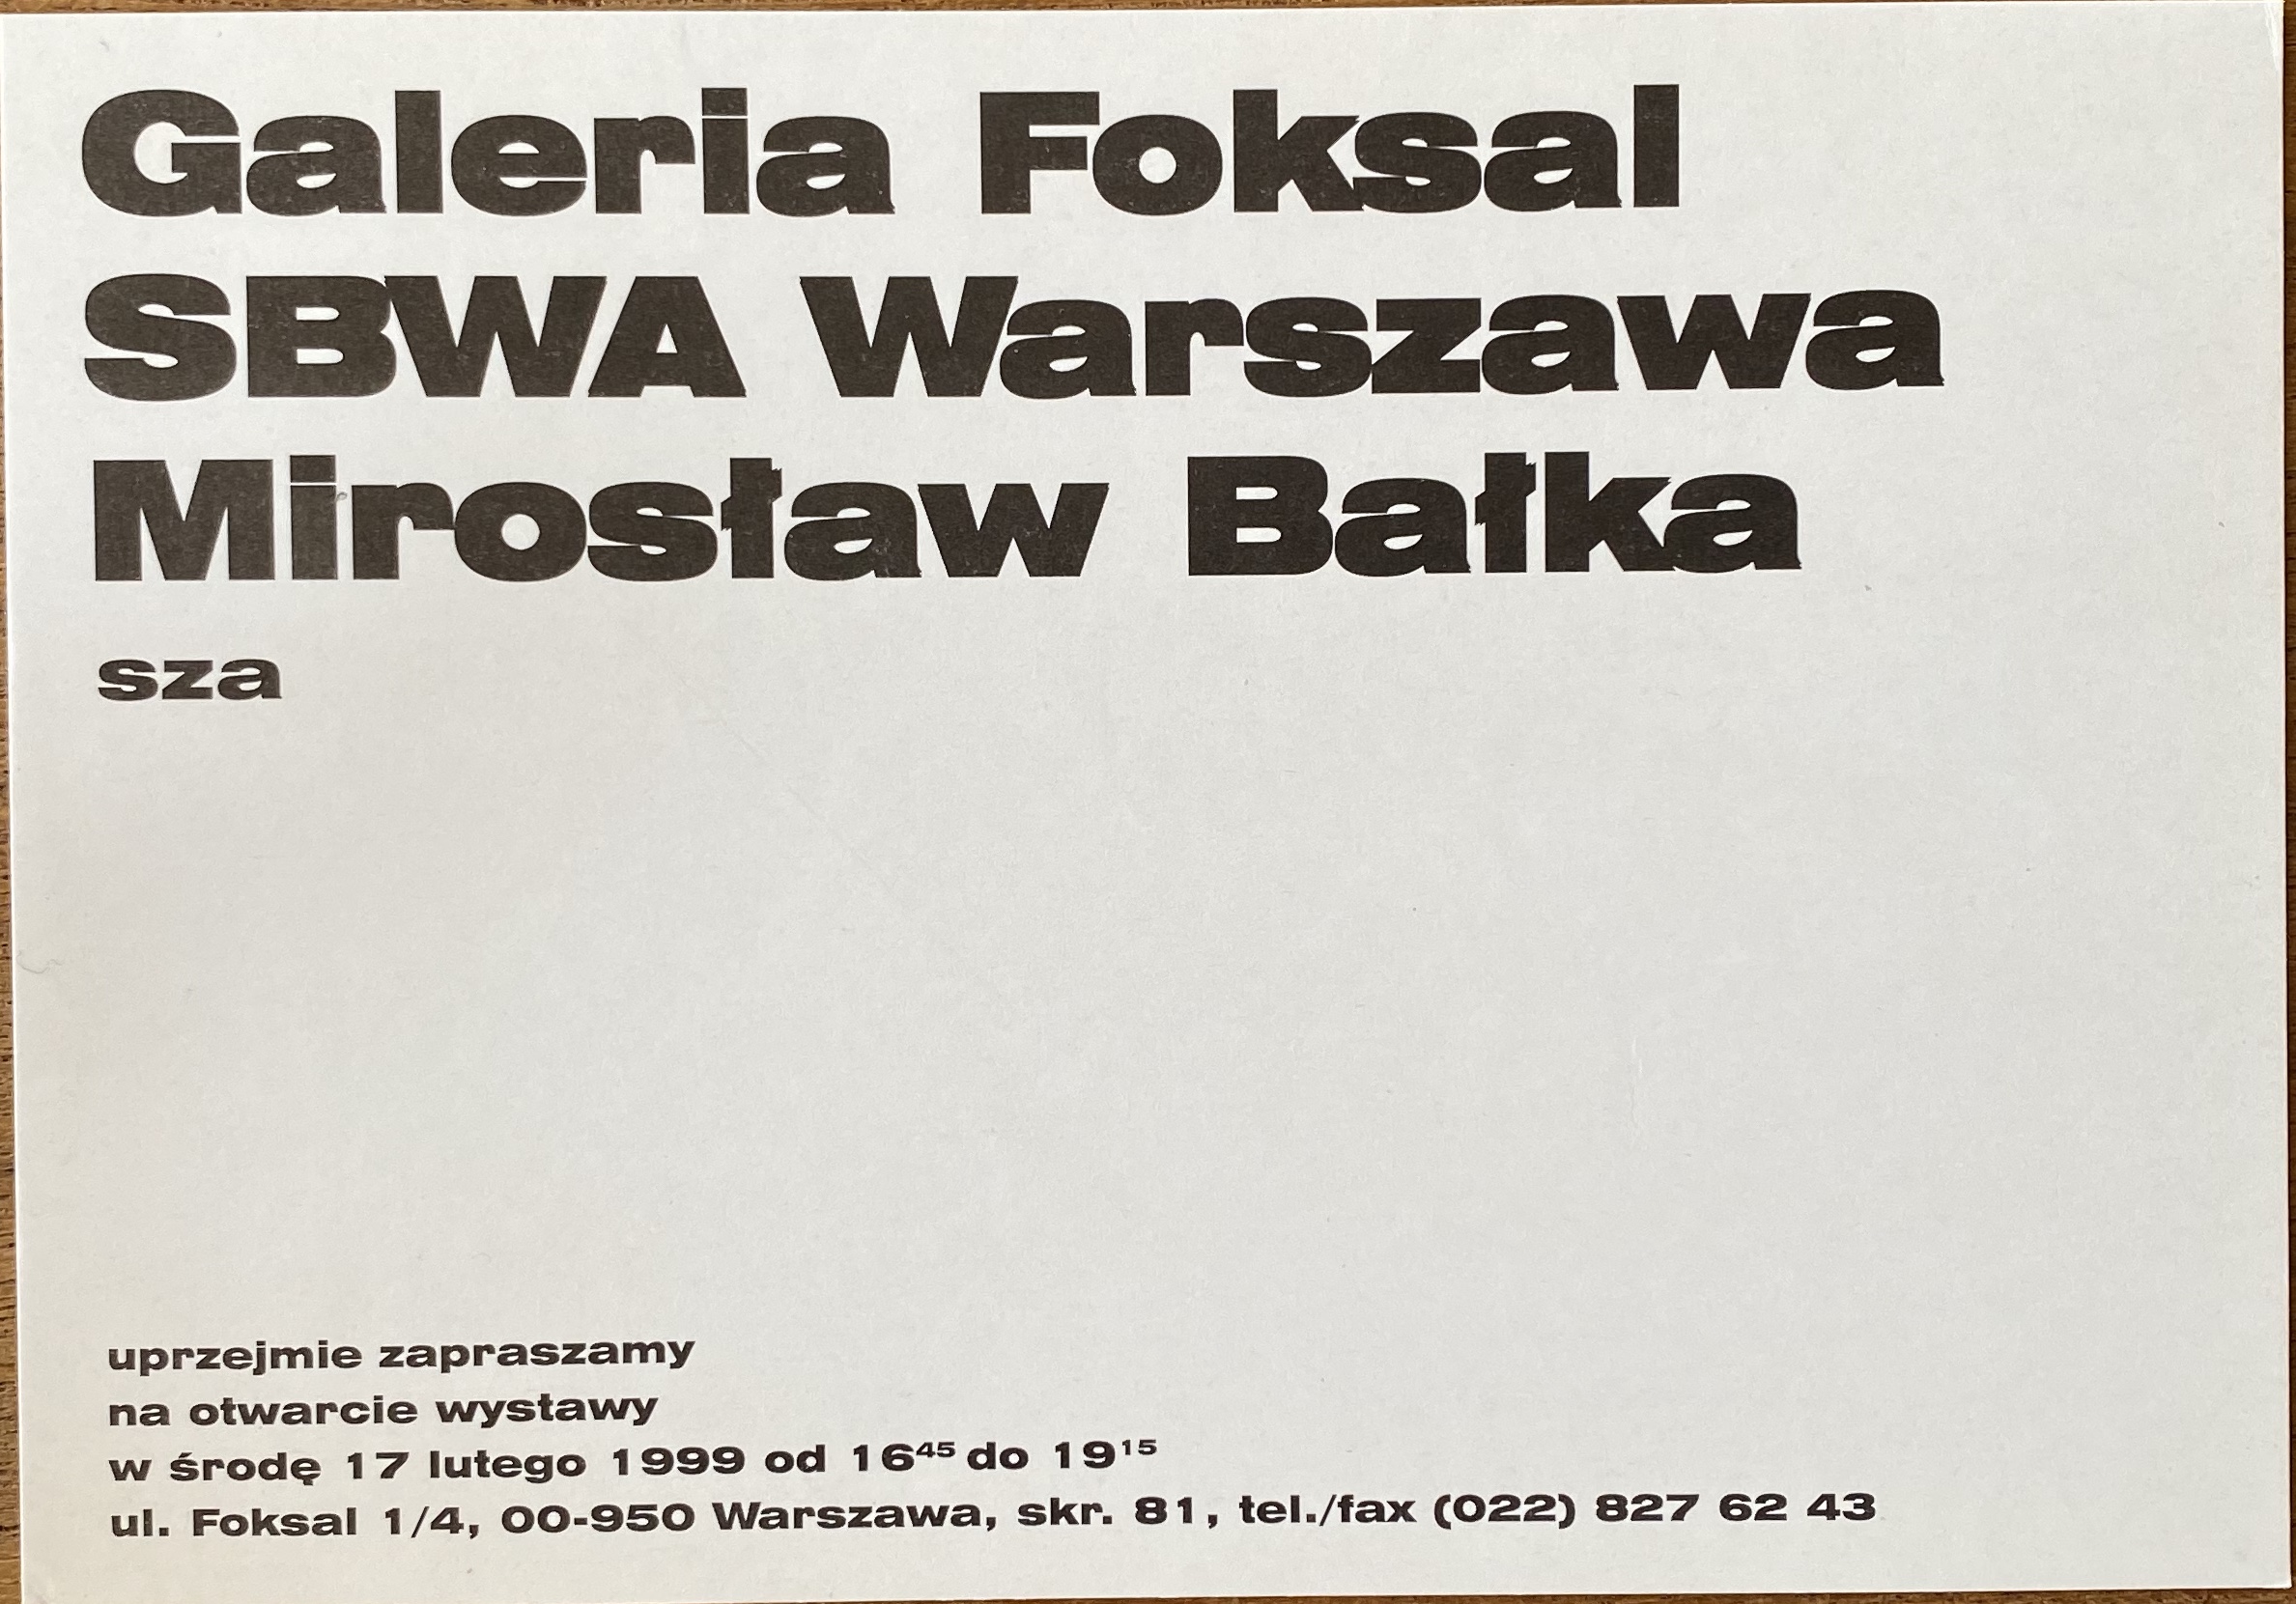 Galeria Foksal
SBWA Warszawa
Mirosław Bałka
sza
uprzejmie zapraszamy
na otwarcie wystawy
w środę 17 lutego 1999 od 16⁴⁵ do 19¹⁵
ul. Foksal 1/4, 00-950 Warszawa, skr. 81, tel./fax (022) 827 62 43